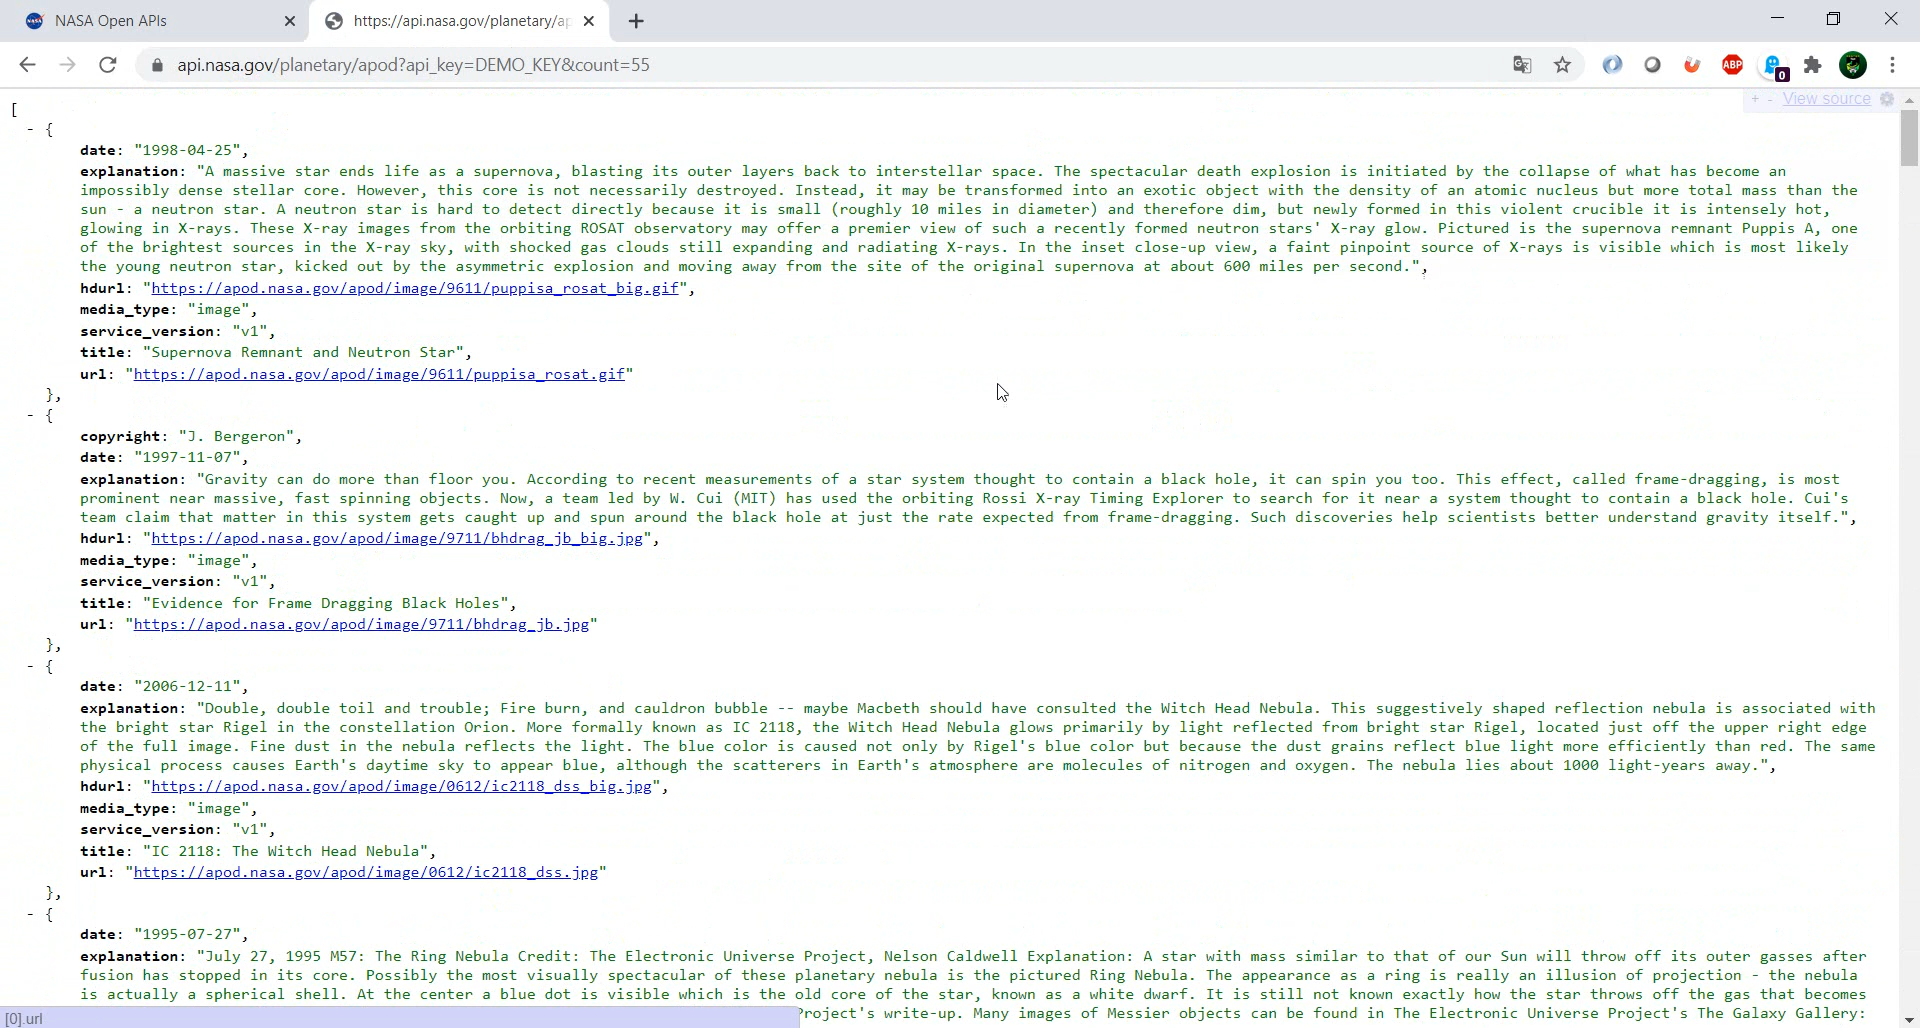 NASA Open APIs
https://api.nasa.gov/planetary/ap
api.nasa.gov/planetary/apod?api_key=DEMO_KEY&count=55
ABP
0
+ - View source
[
- {
date: "1998-04-25",
explanation: "A massive star ends life as a supernova, blasting its outer layers back to interstellar space. The spectacular death explosion is initiated by the collapse of what has become an
impossibly dense stellar core. However, this core is not necessarily destroyed. Instead, it may be transformed into an exotic object with the density of an atomic nucleus but more total mass than the
sun - a neutron star. A neutron star is hard to detect directly because it is small (roughly 10 miles in diameter) and therefore dim, but newly formed in this violent crucible it is intensely hot,
glowing in X-rays. These X-ray images from the orbiting ROSAT observatory may offer a premier view of such a recently formed neutron stars' X-ray glow. Pictured is the supernova remnant Puppis A, one
of the brightest sources in the X-ray sky, with shocked gas clouds still expanding and radiating X-rays. In the inset close-up view, a faint pinpoint source of X-rays is visible which is most likely
the young neutron star, kicked out by the asymmetric explosion and moving away from the site of the original supernova at about 600 miles per second.",
hdurl: "https://apod.nasa.gov/apod/image/9611/puppisa_rosat_big.gif",
media_type: "image",
service_version: "v1",
title: "Supernova Remnant and Neutron Star",
url: "https://apod.nasa.gov/apod/image/9611/puppisa_rosat.gif"
},
- {
copyright: "J. Bergeron",
date: "1997-11-07",
explanation: "Gravity can do more than floor you. According to recent measurements of a star system thought to contain a black hole, it can spin you too. This effect, called frame-dragging, is most
prominent near massive, fast spinning objects. Now, a team led by W. Cui (MIT) has used the orbiting Rossi X-ray Timing Explorer to search for it near a system thought to contain a black hole. Cui's
team claim that matter in this system gets caught up and spun around the black hole at just the rate expected from frame-dragging. Such discoveries help scientists better understand gravity itself.",
hdurl: "https://apod.nasa.gov/apod/image/9711/bhdrag_jb_big.jpg",
media_type: "image",
service_version: "v1",
title: "Evidence for Frame Dragging Black Holes",
url: "https://apod.nasa.gov/apod/image/9711/bhdrag_jb.jpg"
},
- {
date: "2006-12-11",
explanation: "Double, double toil and trouble; Fire burn, and cauldron bubble -- maybe Macbeth should have consulted the Witch Head Nebula. This suggestively shaped reflection nebula is associated with
the bright star Rigel in the constellation Orion. More formally known as IC 2118, the Witch Head Nebula glows primarily by light reflected from bright star Rigel, located just off the upper right edge
of the full image. Fine dust in the nebula reflects the light. The blue color is caused not only by Rigel's blue color but because the dust grains reflect blue light more efficiently than red. The same
physical process causes Earth's daytime sky to appear blue, although the scatterers in Earth's atmosphere are molecules of nitrogen and oxygen. The nebula lies about 1000 light-years away.",
hdurl: "https://apod.nasa.gov/apod/image/0612/ic2118_dss_big.jpg",
media_type: "image",
service_version: "v1",
title: "IC 2118: The Witch Head Nebula",
url: "https://apod.nasa.gov/apod/image/0612/ic2118_dss.jpg"
},
- {
date: "1995-07-27",
explanation: "July 27, 1995 M57: The Ring Nebula Credit: The Electronic Universe Project, Nelson Caldwell Explanation: A star with mass similar to that of our Sun will throw off its outer gasses after
fusion has stopped in its core. Possibly the most visually spectacular of these planetary nebula is the pictured Ring Nebula. The appearance as a ring is really an illusion of projection - the nebula
is actually a spherical shell. At the center a blue dot is visible which is the old core of the star, known as a white dwarf. It is still not known exactly how the star throws off the gas that becomes
Project's write-up. Many images of Messier objects can be found in The Electronic Universe Project's The Galaxy Gallery:
[0].url